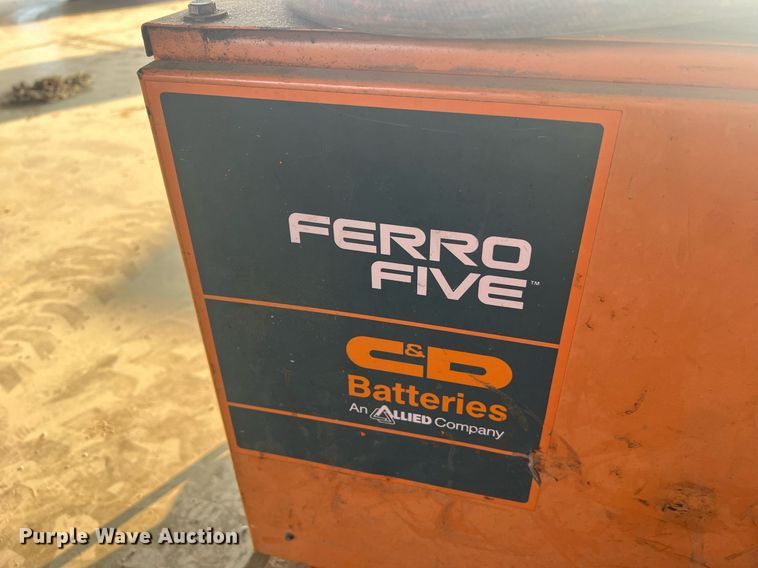 FERRO
FIVE™
C&D
Batteries
An ALLIED Company
Purple Wave Auction